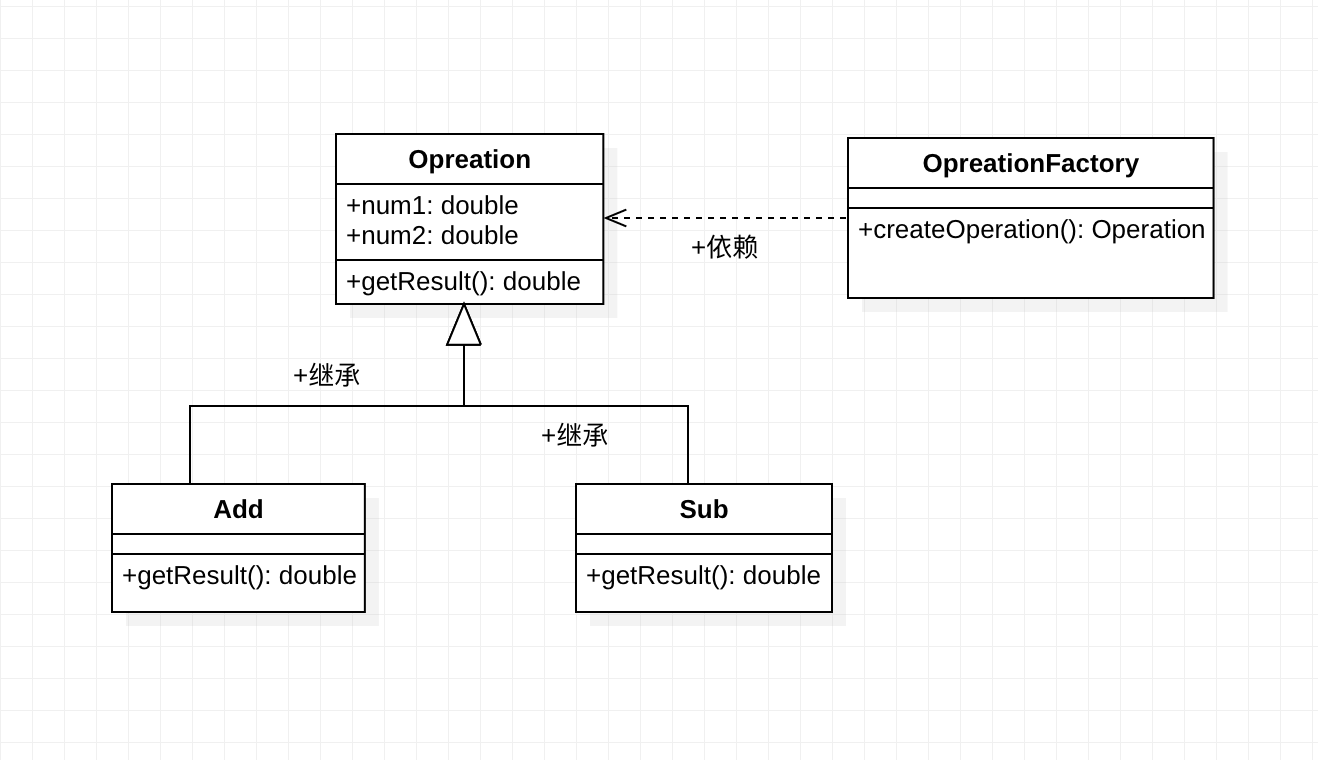 Opreation
+num1: double
+num2: double
+getResult(): double
OpreationFactory
+createOperation(): Operation
+依赖
+继承
+继承
Add
+getResult(): double
Sub
+getResult(): double